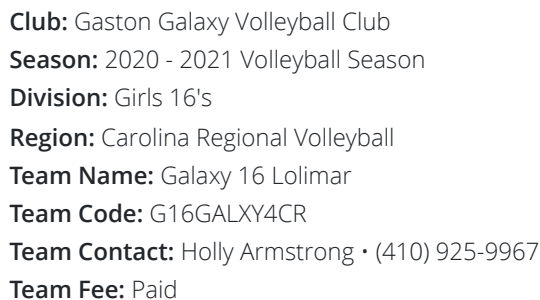 Club: Gaston Galaxy Volleyball Club
Season: 2020 - 2021 Volleyball Season
Division: Girls 16's
Region: Carolina Regional Volleyball
Team Name: Galaxy 16 Lolimar
Team Code: G16GALXY4CR
Team Contact: Holly Armstrong • (410) 925-9967
Team Fee: Paid